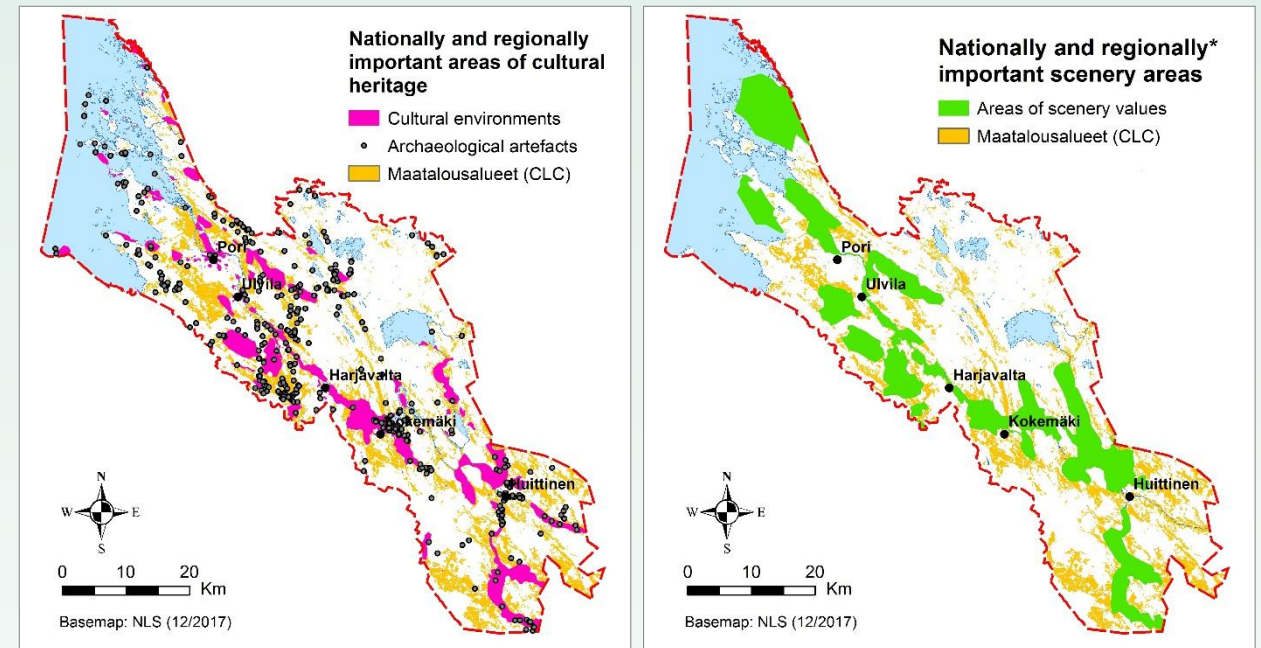 Nationally and regionally
important areas of cultural
heritage
Cultural environments
Archaeological artefacts
Maatalousalueet (CLC)
Pori
Ulvila
Harjavalta
Kokemäki
Huittinen
N
W E
S
0 10 20
Km
Basemap: NLS (12/2017)
Nationally and regionally*
important scenery areas
Areas of scenery values
Maatalousalueet (CLC)
Pori
Ulvila
Harjavalta
Kokemäki
Huittinen
N
W E
S
0 10 20
Km
Basemap: NLS (12/2017)